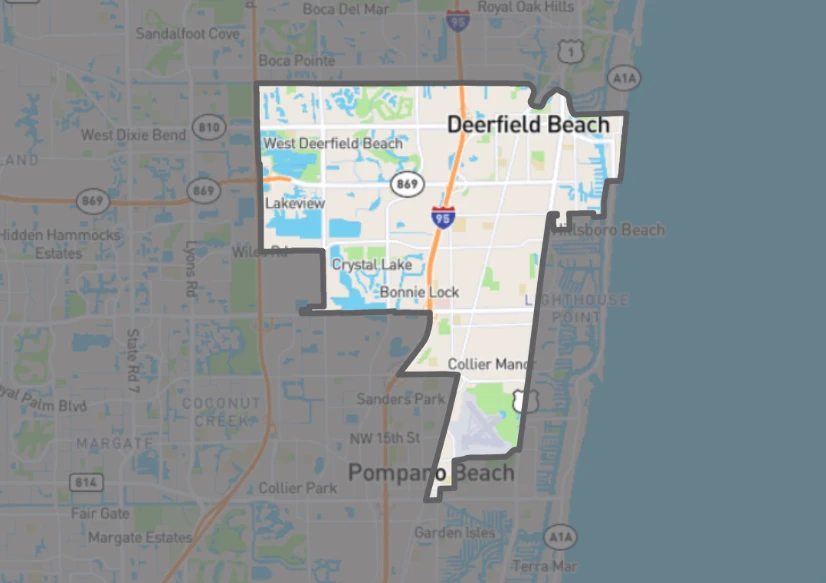 Boca Del Mar
Royal Oak Hills
95
Sandalfoot Cove
1
Boca Pointe
A1A
West Dixie Bend
810
Deerfield Beach
West Deerfield Beach
LAND
869
869
869
Lakeview
95
Hidden Hammocks
Estates
Lyons Rd
Wiles Rd
Hillsboro Beach
Crystal Lake
Bonnie Lock
LIGHTHOUSE
POINT
State Rd 7
Collier Manor
oyal Palm Blvd
COCONUT
CREEK
Sanders Park
MARGATE
NW 15th St
Pompano Beach
814
Collier Park
Fair Gate
Margate Estates
Garden Isles
A1A
Terra Mar